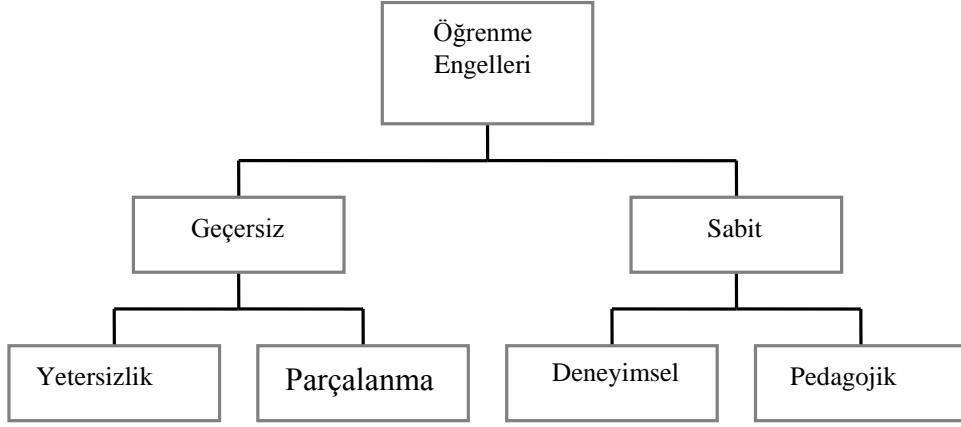 Öğrenme
Engelleri
Geçersiz
Sabit
Yetersizlik
Parçalanma
Deneyimsel
Pedagojik